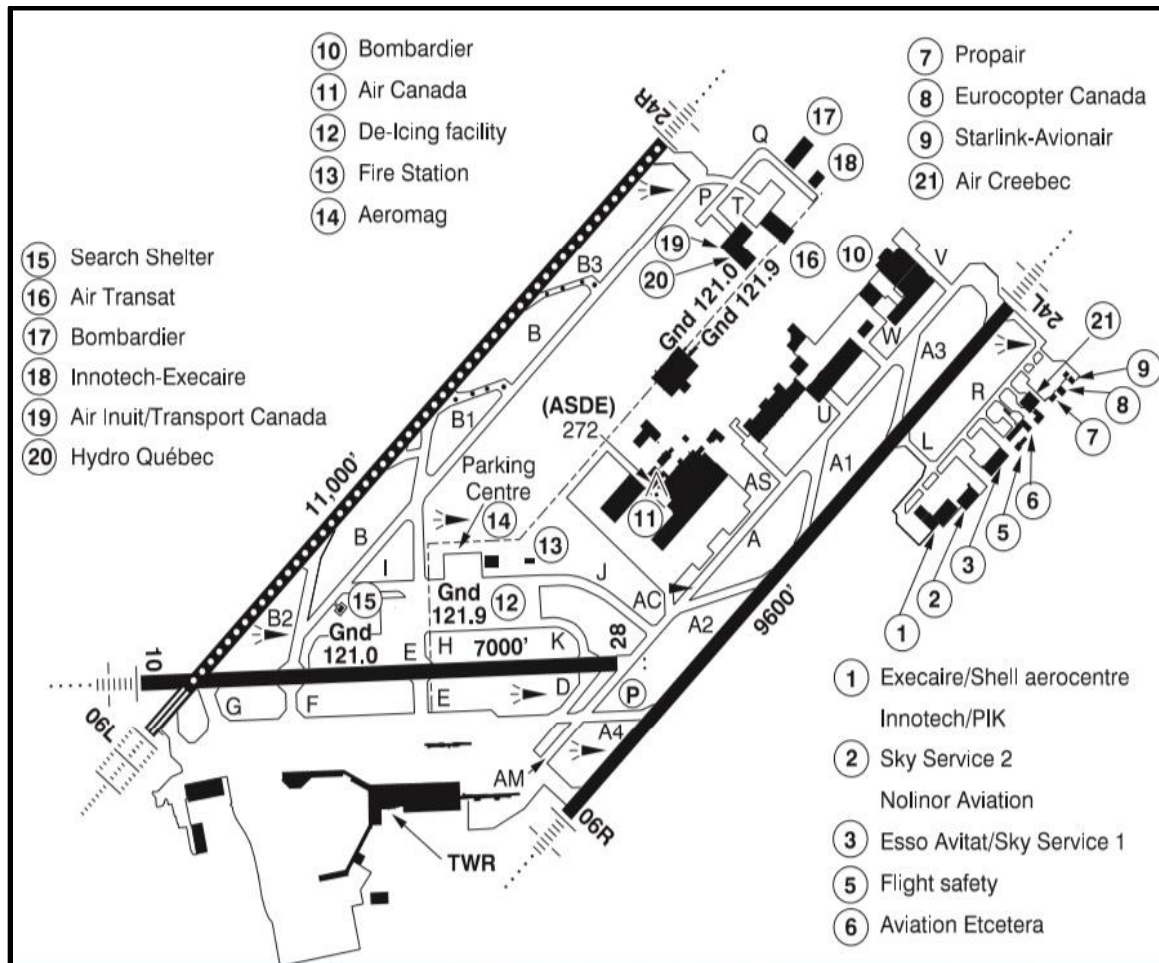 10 Bombardier
11 Air Canada
12 De-Icing facility
13 Fire Station
14 Aeromag
7 Propair
8 Eurocopter Canada
9 Starlink-Avionair
21 Air Creebec
15 Search Shelter
16 Air Transat
17 Bombardier
18 Innotech-Execaire
19 Air Inuit/Transport Canada
20 Hydro Québec
24R
Q
17
18
P
T
19
20
16
10
V
B3
Gnd 121.0
Gnd 121.9
24L
21
B
W
A3
9
8
7
R
(ASDE)
272
B1
U
L
11,000'
Parking
Centre
A1
6
5
3
2
1
AS
11
14
13
B
I
A
J
Gnd
121.9
12
AC
15
B2
Gnd
121.0
9600'
A2
10
E
H
7000'
K
28
G
F
E
D
P
A4
06L
AM
06R
TWR
1 Execaire/Shell aerocentre
Innotech/PIK
2 Sky Service 2
Nolinor Aviation
3 Esso Avitat/Sky Service 1
5 Flight safety
6 Aviation Etcetera